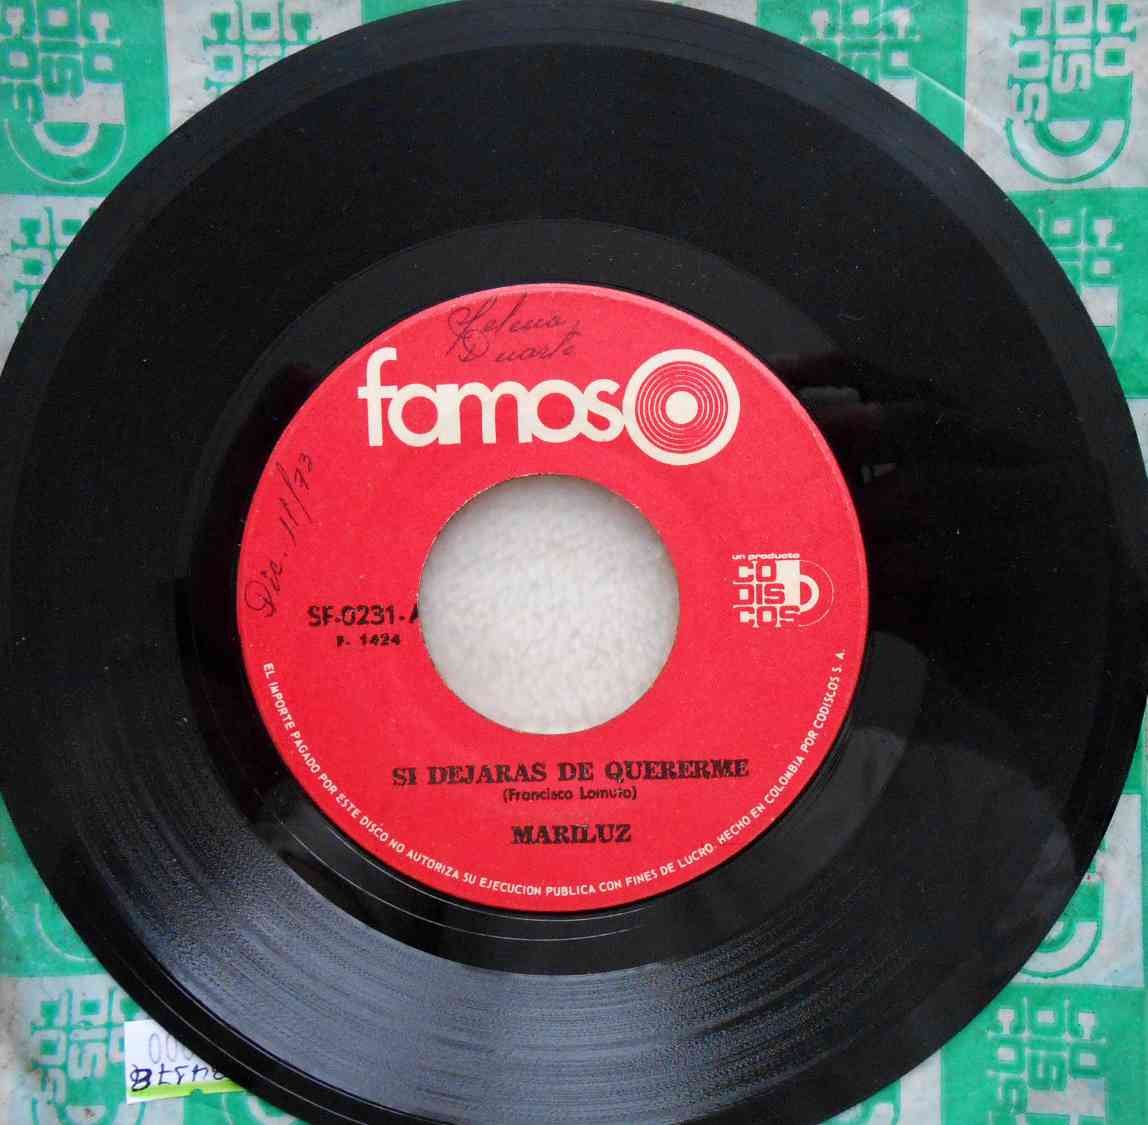 Helena
Duarte
famoso
Dic. 11/73
un producto
CO
DIS
COS
SF-0231-A
F. 1424
SI DEJARAS DE QUERERME
(Francisco Lomuto)
MARILUZ
EL IMPORTE PAGADO POR ESTE DISCO NO AUTORIZA SU EJECUCION PUBLICA CON FINES DE LUCRO. HECHO EN COLOMBIA POR CODISCOS S. A.